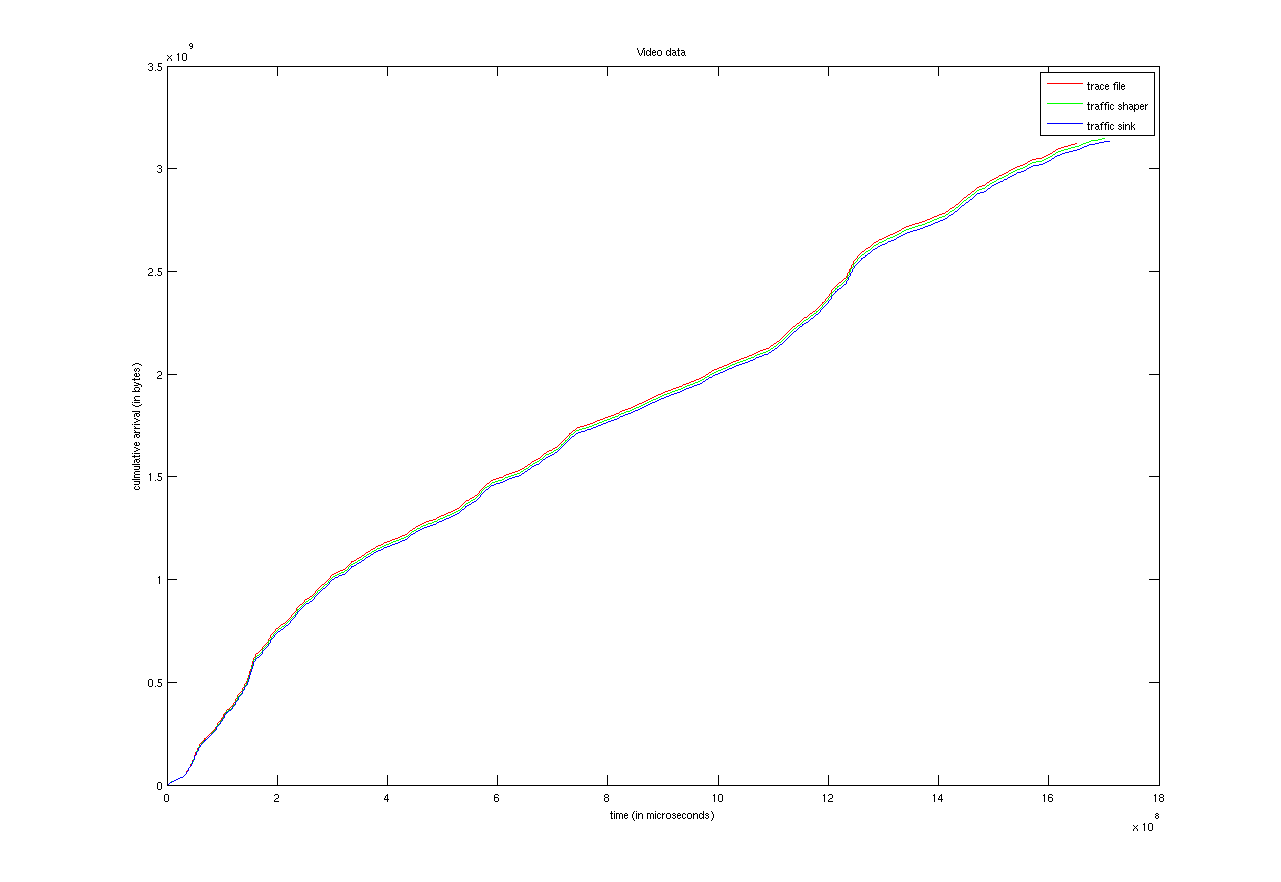 Video data
x 10^9
3.5
3
2.5
2
1.5
1
0.5
0
culmulative arrival (in bytes)
trace file
traffic shaper
traffic sink
0 2 4 6 8 10 12 14 16 18
time (in microseconds)
x 10^8